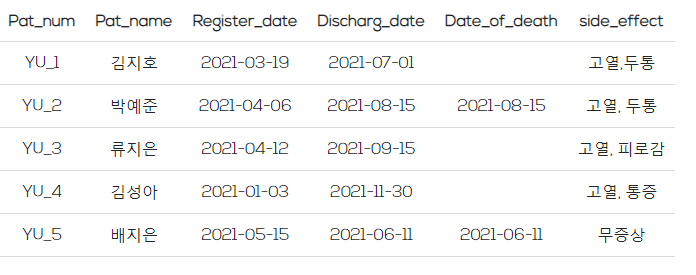 Pat_num Pat_name Register_date Discharg_date Date_of_death side_effect
YU_1 김지호 2021-03-19 2021-07-01 고열,두통
YU_2 박예준 2021-04-06 2021-08-15 2021-08-15 고열, 두통
YU_3 류지은 2021-04-12 2021-09-15 고열, 피로감
YU_4 김성아 2021-01-03 2021-11-30 고열, 통증
YU_5 배지은 2021-05-15 2021-06-11 2021-06-11 무증상